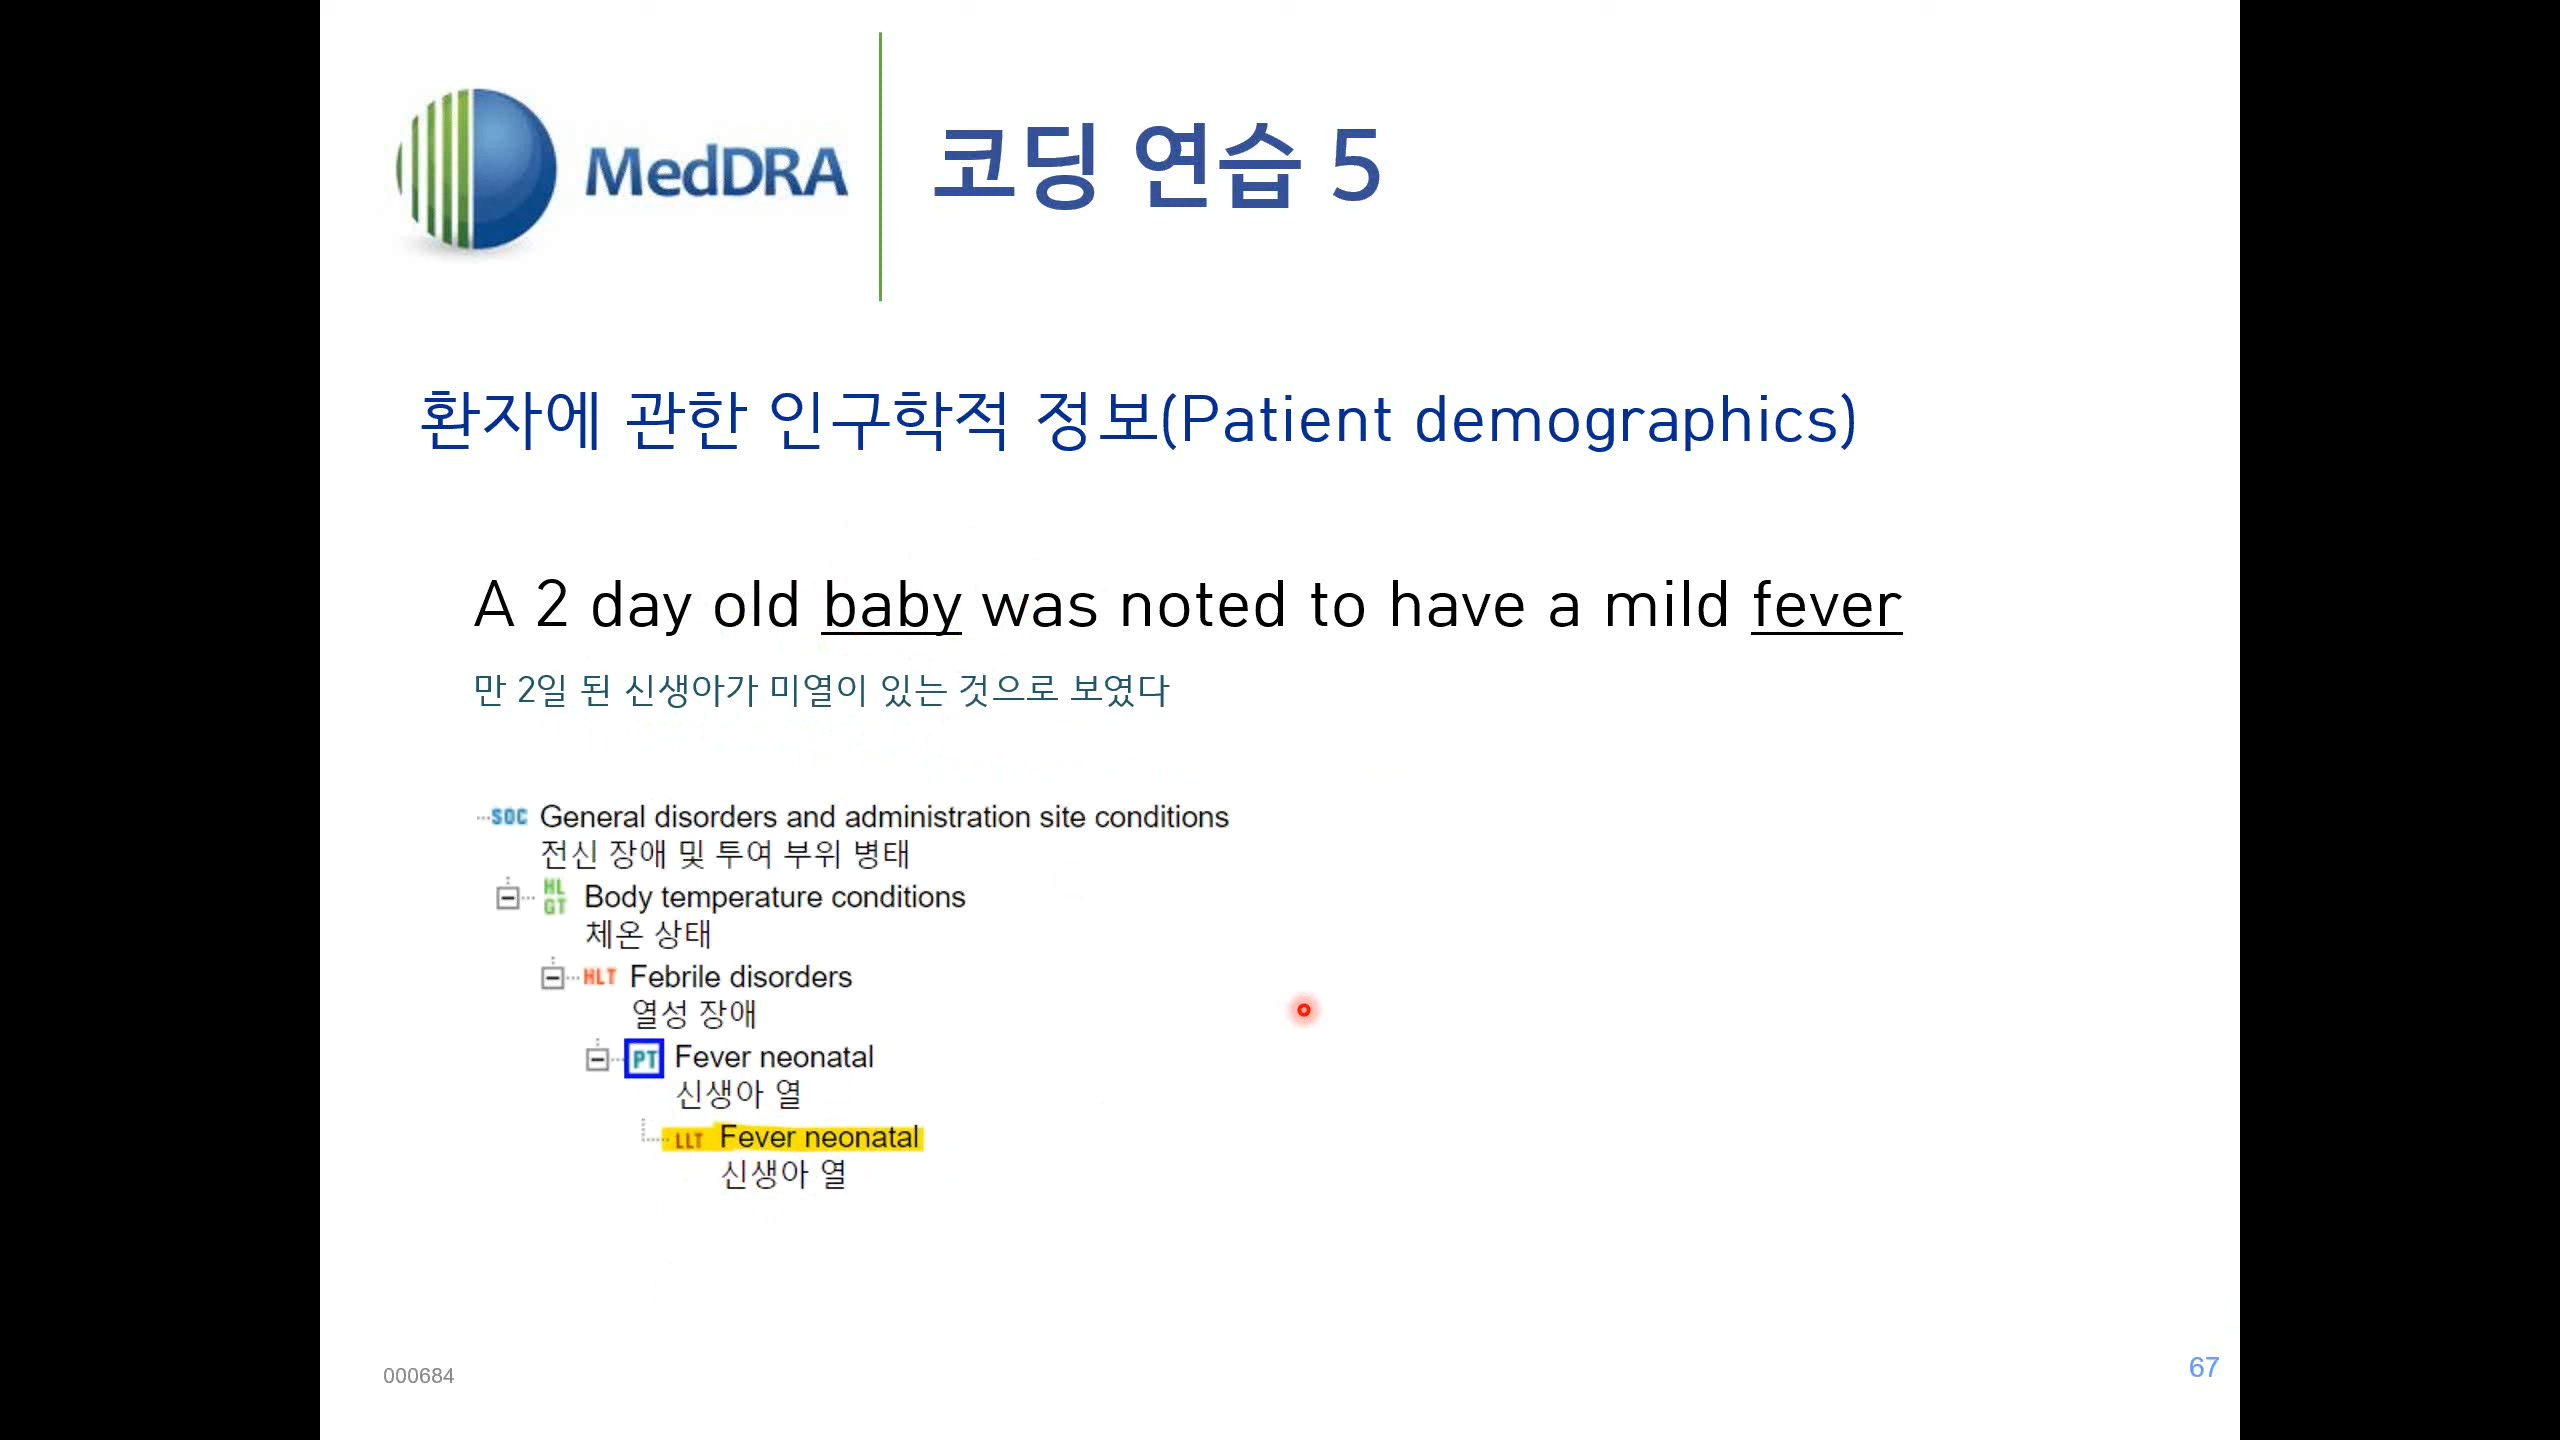 MedDRA
코딩 연습 5
환자에 관한 인구학적 정보(Patient demographics)
A 2 day old baby was noted to have a mild fever
만 2일 된 신생아가 미열이 있는 것으로 보였다
SOC General disorders and administration site conditions
전신 장애 및 투여 부위 병태
HLGT Body temperature conditions
체온 상태
HLT Febrile disorders
열성 장애
PT Fever neonatal
신생아 열
LLT Fever neonatal
신생아 열
000684
67